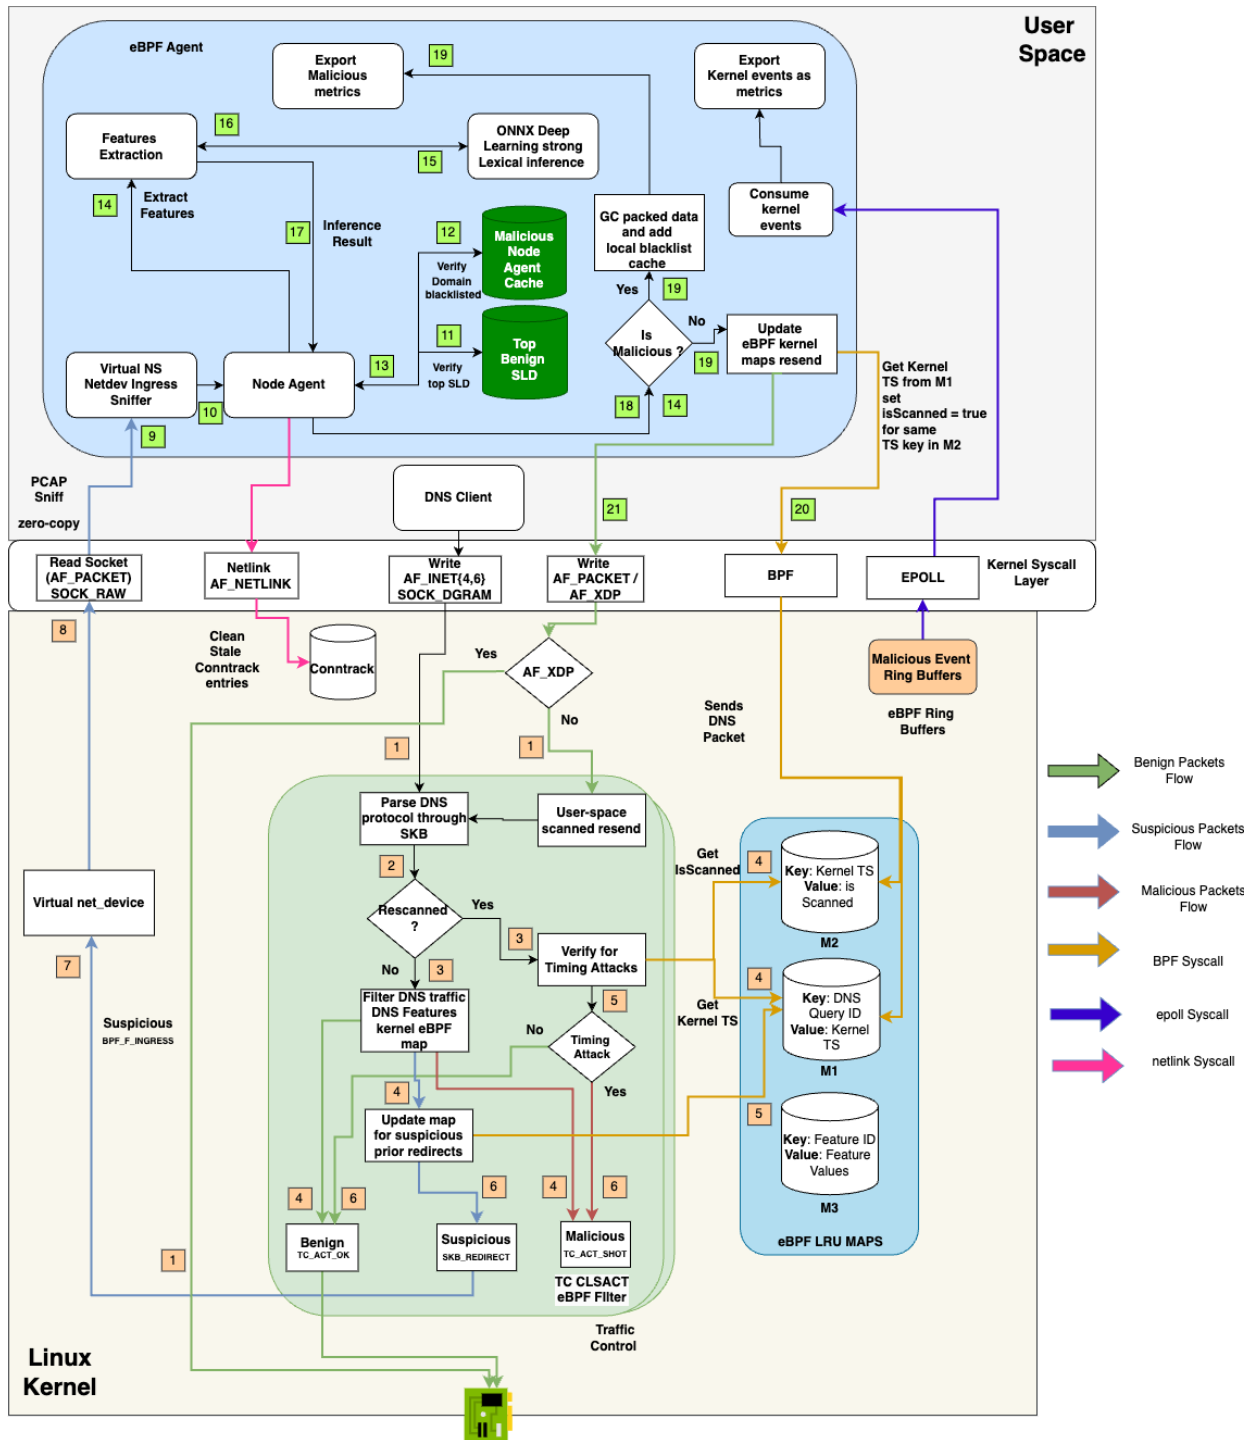 User
Space
eBPF Agent
Export
Malicious
metrics
19
Export
Kernel events as
metrics
Features
Extraction
16
15
ONNX Deep
Learning strong
Lexical inference
14
Extract
Features
17
Inference
Result
12
Verify
Domain
blacklisted
Malicious
Node
Agent
Cache
GC packed data
and add
local blacklist
cache
Consume
kernel
events
Yes
19
11
Verify
top SLD
Top
Benign
SLD
Is
Malicious ?
No
19
Update
eBPF kernel
maps resend
Virtual NS
Netdev Ingress
Sniffer
10
Node Agent
13
18
14
Get Kernel
TS from M1
set
isScanned = true
for same
TS key in M2
9
PCAP
Sniff
zero-copy
DNS Client
21
20
Read Socket
(AF_PACKET)
SOCK_RAW
Netlink
AF_NETLINK
Write
AF_INET{4,6}
SOCK_DGRAM
Write
AF_PACKET /
AF_XDP
BPF
EPOLL
Kernel Syscall
Layer
8
Clean
Stale
Conntrack
entries
Conntrack
Yes
AF_XDP
No
Malicious Event
Ring Buffers
eBPF Ring
Buffers
Sends
DNS
Packet
1
1
Parse DNS
protocol through
SKB
User-space
scanned resend
2
Rescanned
?
Yes
3
No
3
Verify for
Timing Attacks
Get
IsScanned
4
Key: Kernel TS
Value: is
Scanned
M2
Get
Kernel TS
4
Key: DNS
Query ID
Value: Kernel
TS
M1
5
Key: Feature ID
Value: Feature
Values
M3
eBPF LRU MAPS
Virtual net_device
7
Suspicious
BPF_F_INGRESS
Filter DNS traffic
DNS Features
kernel eBPF
map
5
No
Timing
Attack
Yes
4
Update map
for suspicious
prior redirects
4
6
6
4
6
Benign
TC_ACT_OK
Suspicious
SKB_REDIRECT
Malicious
TC_ACT_SHOT
1
TC CLSACT
eBPF FIlter
Traffic
Control
Linux
Kernel
Benign Packets
Flow
Suspicious Packets
Flow
Malicious Packets
Flow
BPF Syscall
epoll Syscall
netlink Syscall